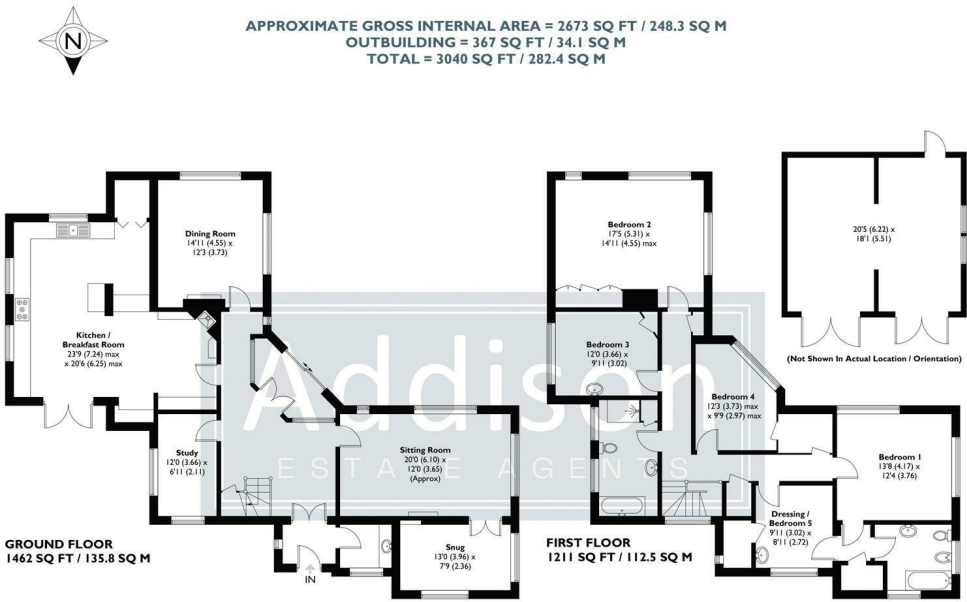 N
APPROXIMATE GROSS INTERNAL AREA = 2673 SQ FT / 248.3 SQ M
OUTBUILDING = 367 SQ FT / 34.1 SQ M
TOTAL = 3040 SQ FT / 282.4 SQ M
Dining Room
14'11 (4.55) x
12'3 (3.73)
Kitchen /
Breakfast Room
23'9 (7.24) max
x 20'6 (6.25) max
Study
12'0 (3.66) x
6'11 (2.11)
Sitting Room
20'0 (6.10) x
12'0 (3.65)
(Approx)
Snug
13'0 (3.96) x
7'9 (2.36)
IN
GROUND FLOOR
1462 SQ FT / 135.8 SQ M
Addison
ESTATE AGENTS
Bedroom 2
17'5 (5.31) x
14'11 (4.55) max
Bedroom 3
12'0 (3.66) x
9'11 (3.02)
Bedroom 4
12'3 (3.73) max
x 9'9 (2.97) max
Bedroom 1
13'8 (4.17) x
12'4 (3.76)
Dressing /
Bedroom 5
9'11 (3.02) x
8'11 (2.72)
FIRST FLOOR
1211 SQ FT / 112.5 SQ M
20'5 (6.22) x
18'1 (5.51)
(Not Shown In Actual Location / Orientation)